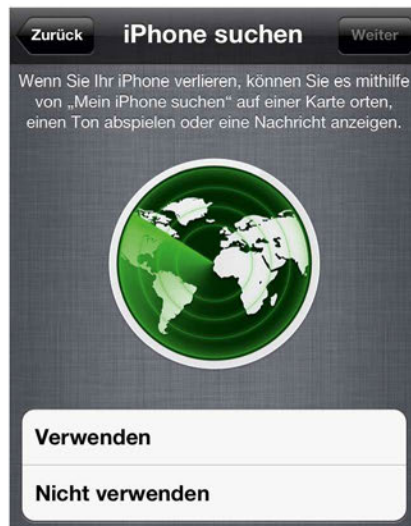 Zurück iPhone suchen Weiter
Wenn Sie Ihr iPhone verlieren, können Sie es mithilfe
von „Mein iPhone suchen“ auf einer Karte orten,
einen Ton abspielen oder eine Nachricht anzeigen.
Verwenden
Nicht verwenden